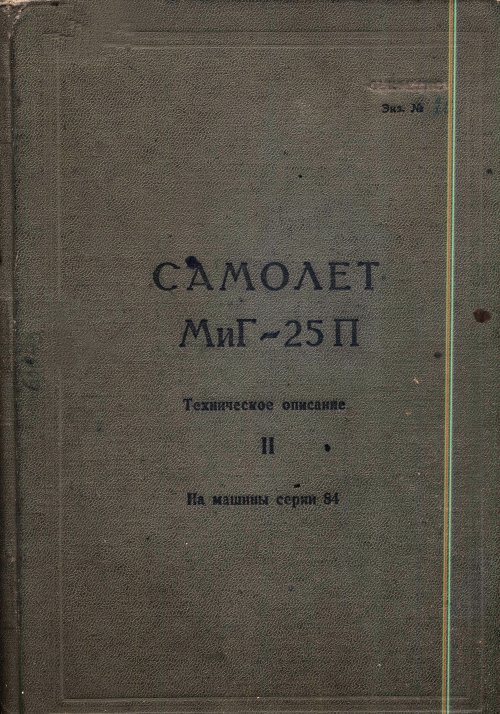 Экз. №
САМОЛЕТ
МиГ-25П
Техническое описание
II
На машины серии 84